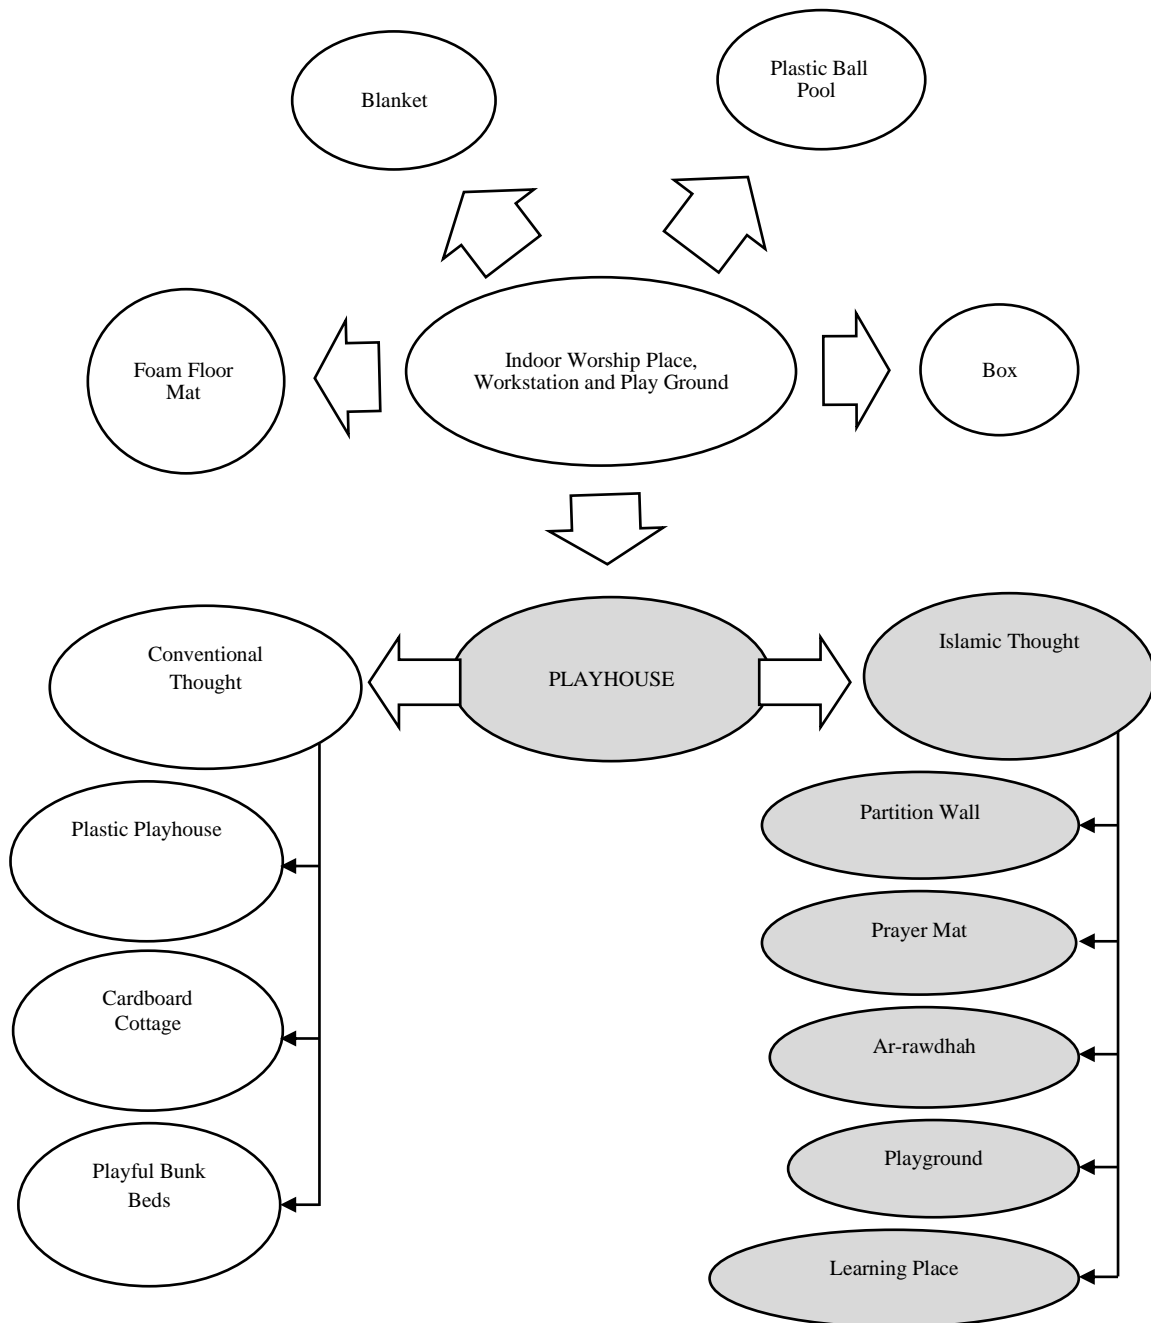 Blanket
Plastic Ball
Pool
Foam Floor
Mat
Indoor Worship Place,
Workstation and Play Ground
Box
Conventional
Thought
PLAYHOUSE
Islamic Thought
Plastic Playhouse
Cardboard
Cottage
Playful Bunk
Beds
Partition Wall
Prayer Mat
Ar-rawdhah
Playground
Learning Place